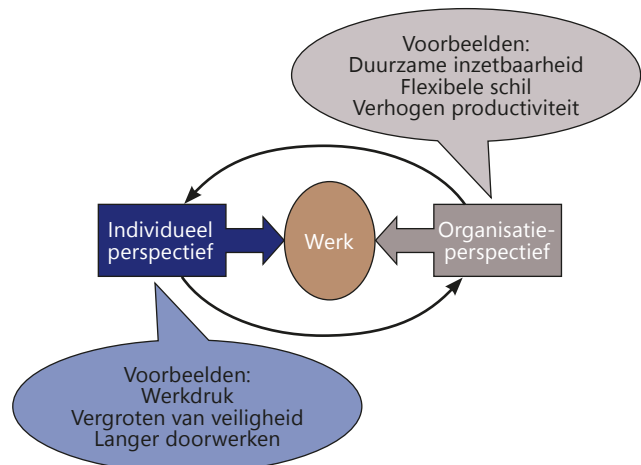 Voorbeelden:
Duurzame inzetbaarheid
Flexibele schil
Verhogen productiviteit
Individueel
perspectief
Werk
Organisatie-
perspectief
Voorbeelden:
Werkdruk
Vergroten van veiligheid
Langer doorwerken